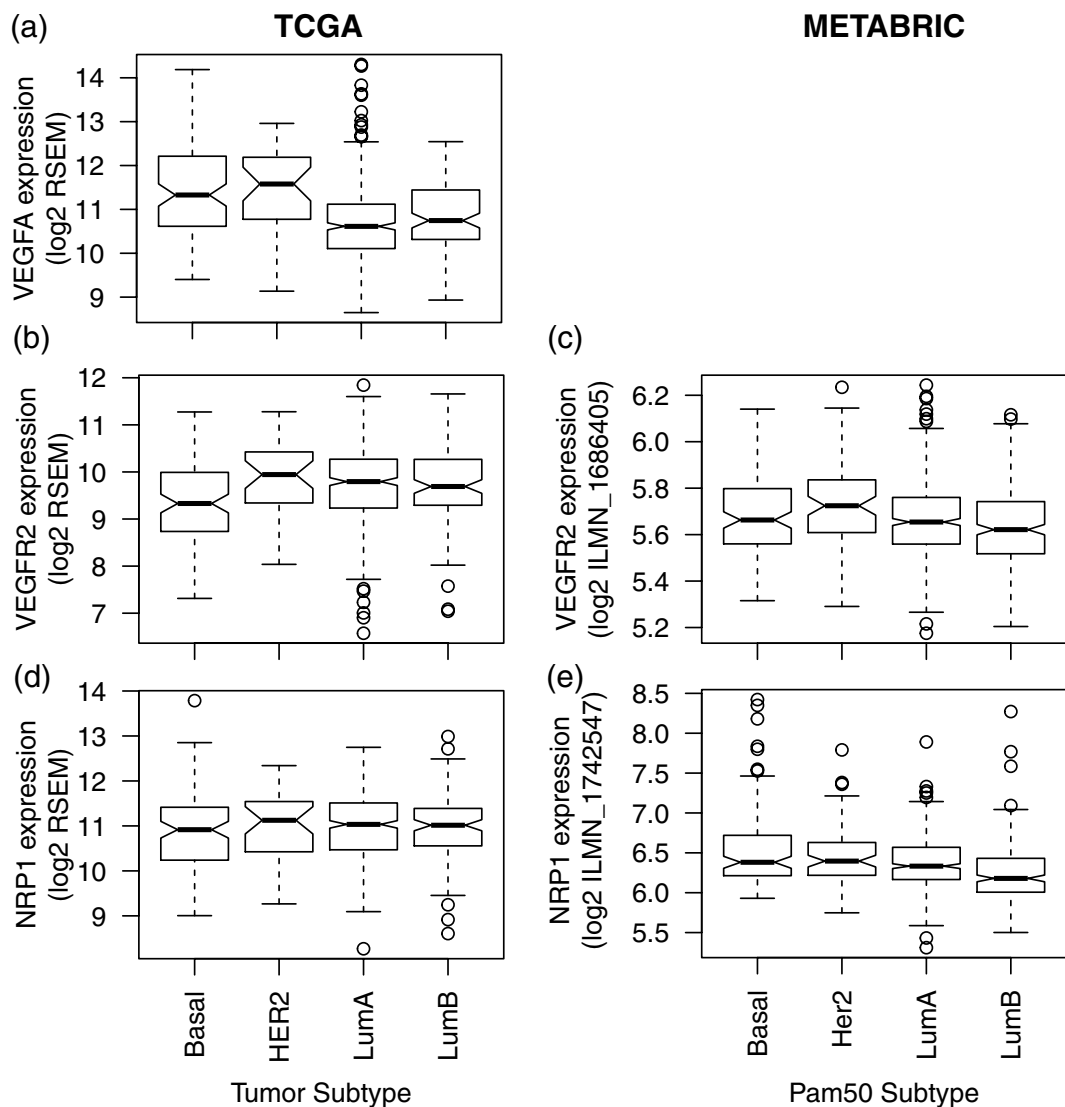 (a)
TCGA
METABRIC
VEGFA expression
(log2 RSEM)
14
13
12
11
10
9
(b)
VEGFR2 expression
(log2 RSEM)
12
11
10
9
8
7
(c)
VEGFR2 expression
(log2 ILMN_1686405)
6.2
6.0
5.8
5.6
5.4
5.2
(d)
NRP1 expression
(log2 RSEM)
14
13
12
11
10
9
Basal
HER2
LumA
LumB
Tumor Subtype
(e)
NRP1 expression
(log2 ILMN_1742547)
8.5
8.0
7.5
7.0
6.5
6.0
5.5
Basal
Her2
LumA
LumB
Pam50 Subtype